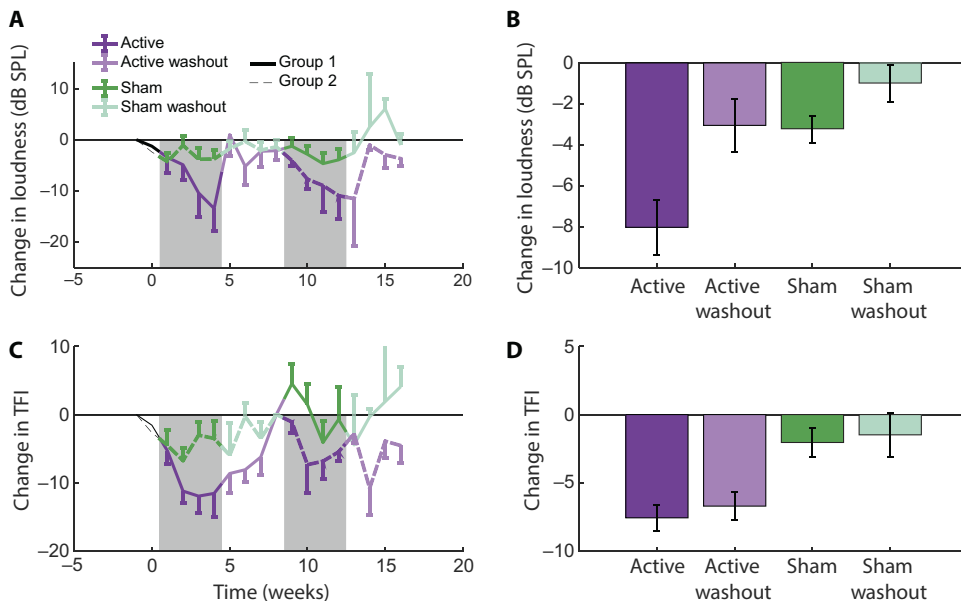 A
Active
Active washout
Sham
Sham washout
Group 1
Group 2
Change in loudness (dB SPL)
10
0
−10
−20
−5
0
5
10
15
20
B
Change in loudness (dB SPL)
0
−2
−4
−6
−8
−10
Active
Active
washout
Sham
Sham
washout
C
Change in TFI
10
0
−10
−20
−5
0
5
10
15
20
Time (weeks)
D
Change in TFI
5
0
−5
−10
Active
Active
washout
Sham
Sham
washout